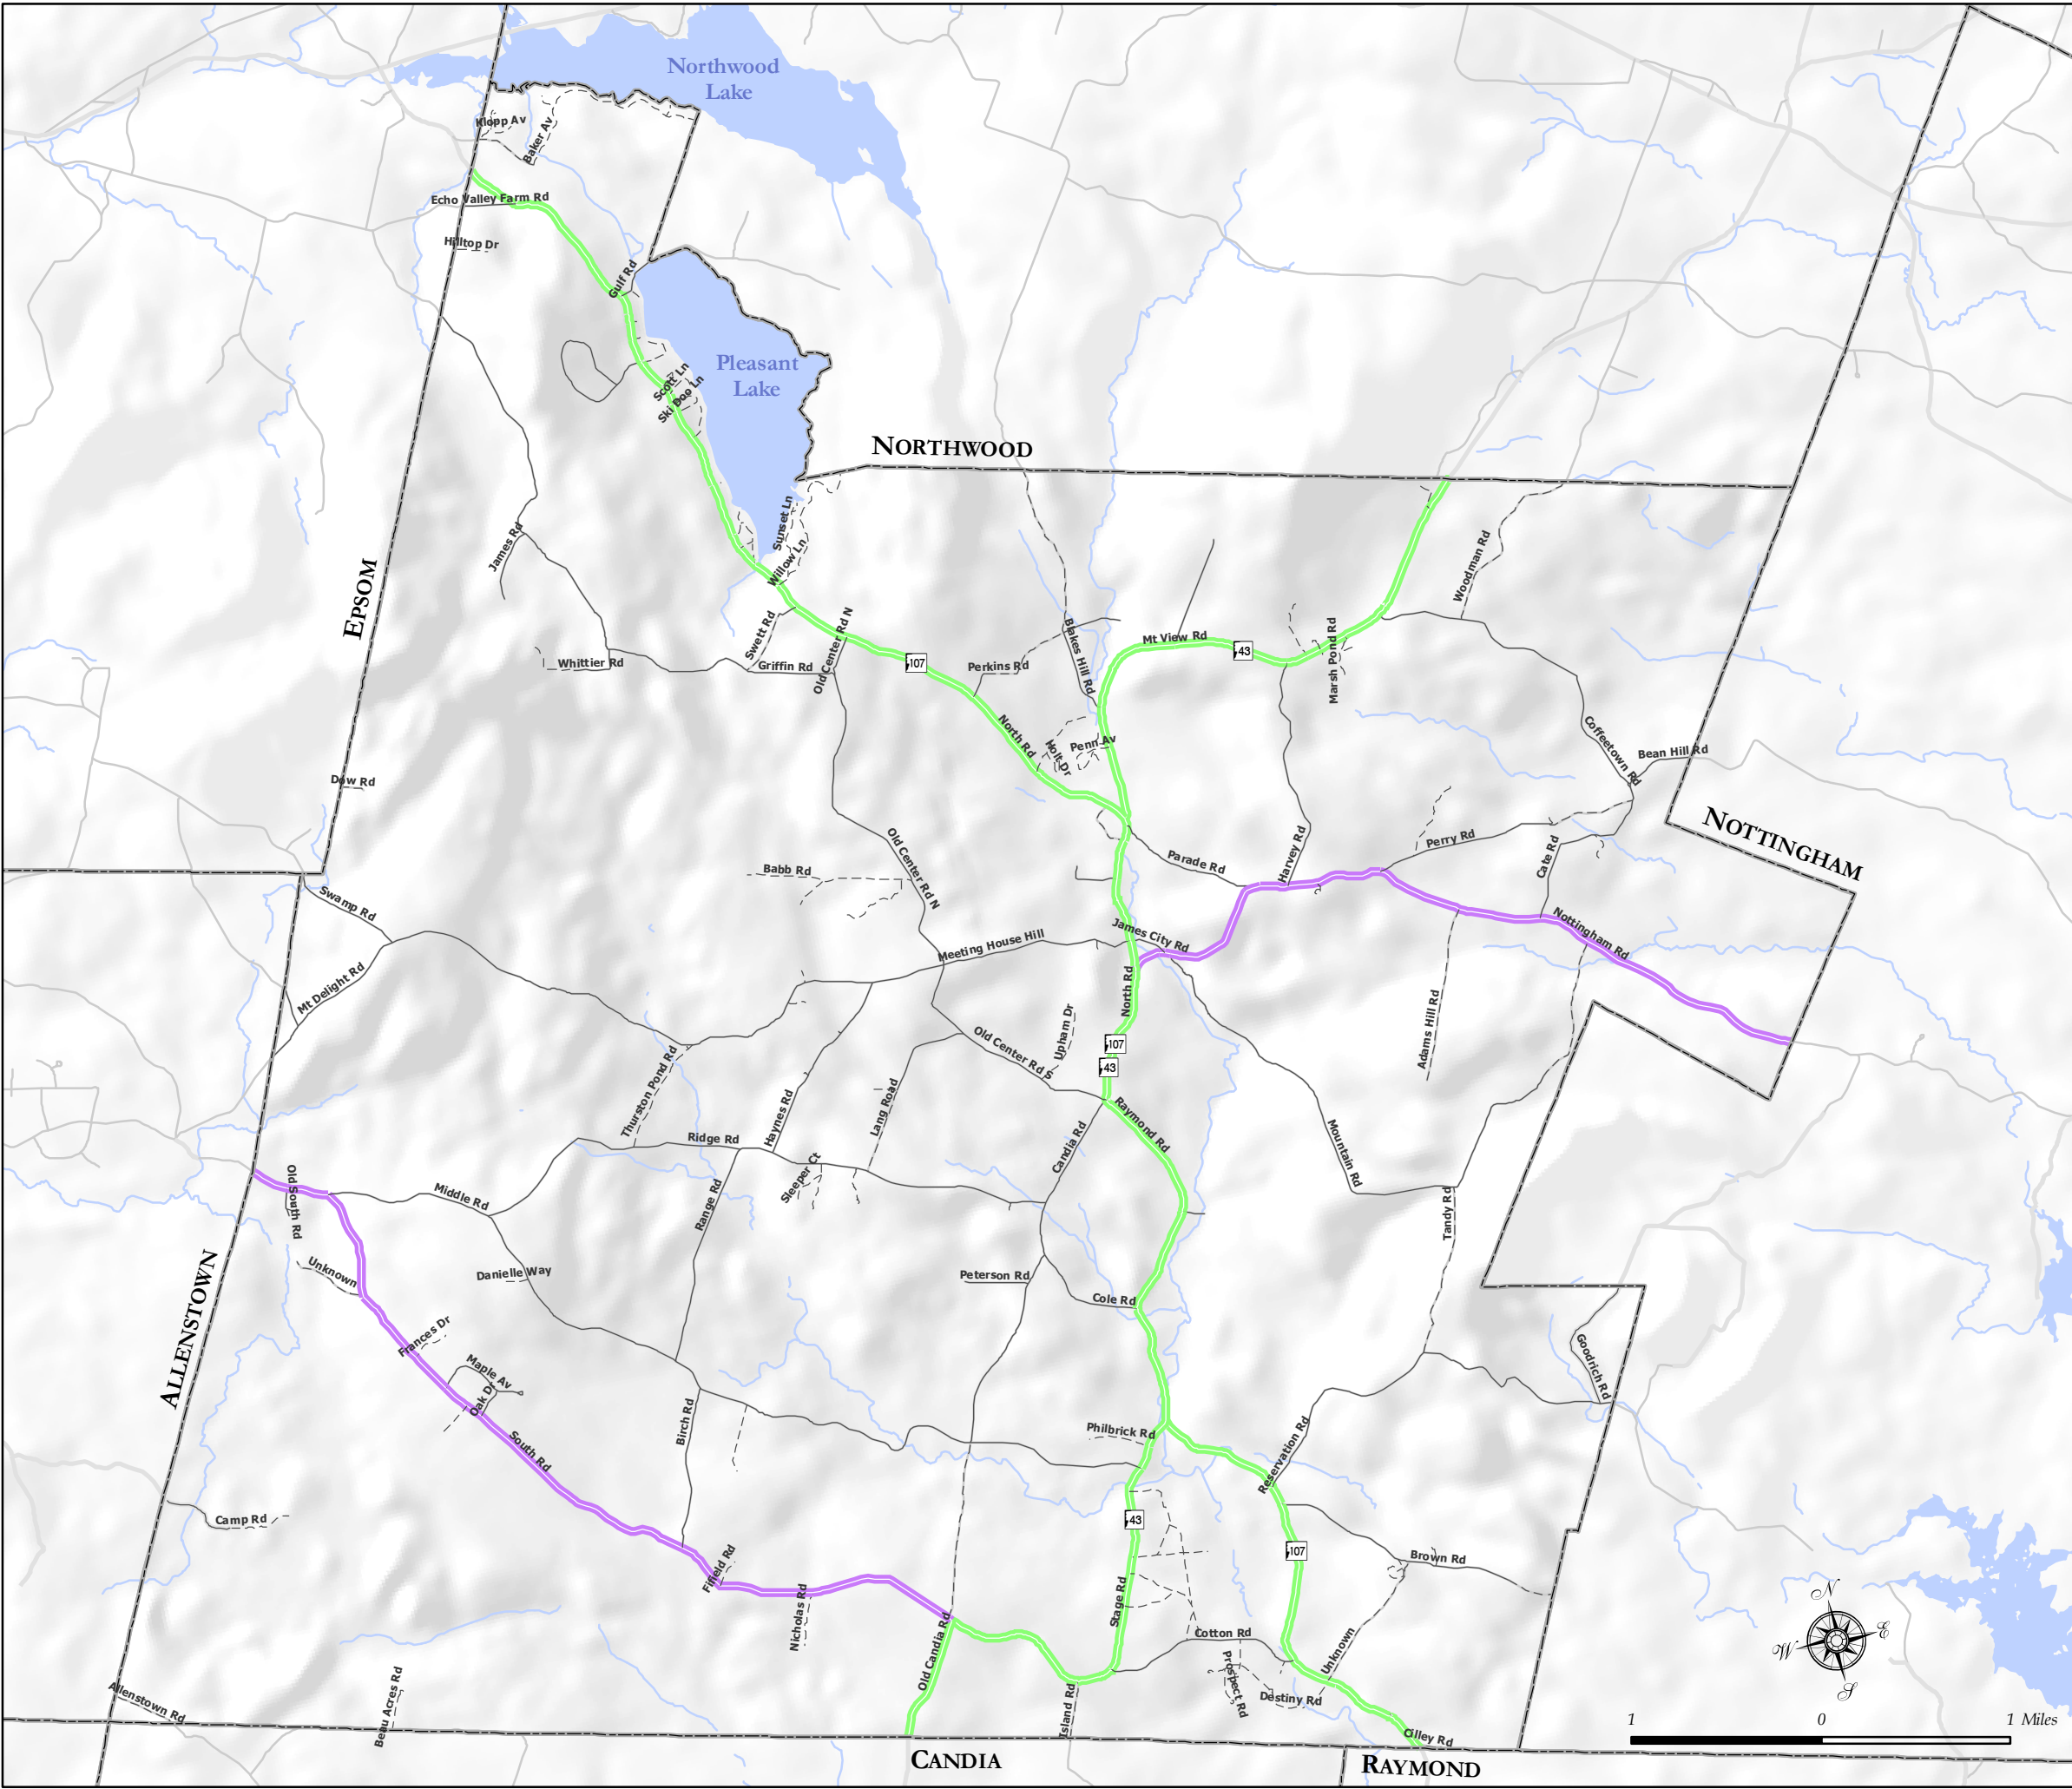 Northwood
Lake
Klopp Av
Baker Av
Echo Valley Farm Rd
Hilltop Dr
Gulf Rd
Pleasant
Lake
Scott Ln
Ski Doo Ln
NORTHWOOD
Sunset Ln
Willow Ln
James Rd
EPSOM
Woodman Rd
Swett Rd
Old Center Rd N
Whittier Rd
Griffin Rd
107
Perkins Rd
Blakes Hill Rd
Mt View Rd
43
Marsh Pond Rd
North Rd
Holt Dr
Penn Av
Coffeetown Rd
Bean Hill Rd
Dow Rd
NOTTINGHAM
Old Center Rd N
Babb Rd
Parade Rd
Harvey Rd
Perry Rd
Cate Rd
Swamp Rd
Meeting House Hill
James City Rd
Nottingham Rd
Mt Delight Rd
North Rd
Adams Hill Rd
Upham Dr
Old Center Rd S
107
43
Thurston Pond Rd
Haynes Rd
Lang Road
Raymond Rd
Ridge Rd
Candia Rd
Mountain Rd
Sleeper Ct
Old South Rd
Middle Rd
Range Rd
Tandy Rd
Unknown
Danielle Way
Peterson Rd
Cole Rd
ALLENSTOWN
Frances Dr
Maple Av
Oak Dr
Goodrich Rd
Birch Rd
South Rd
Philbrick Rd
Reservation Rd
Camp Rd
43
107
Brown Rd
Fifield Rd
Nicholas Rd
Stage Rd
Old Candia Rd
Cotton Rd
Unknown
Prospect Rd
Destiny Rd
N
W
E
S
Allenstown Rd
Beau Acres Rd
Island Rd
Cilley Rd
1 0 1 Miles
CANDIA
RAYMOND